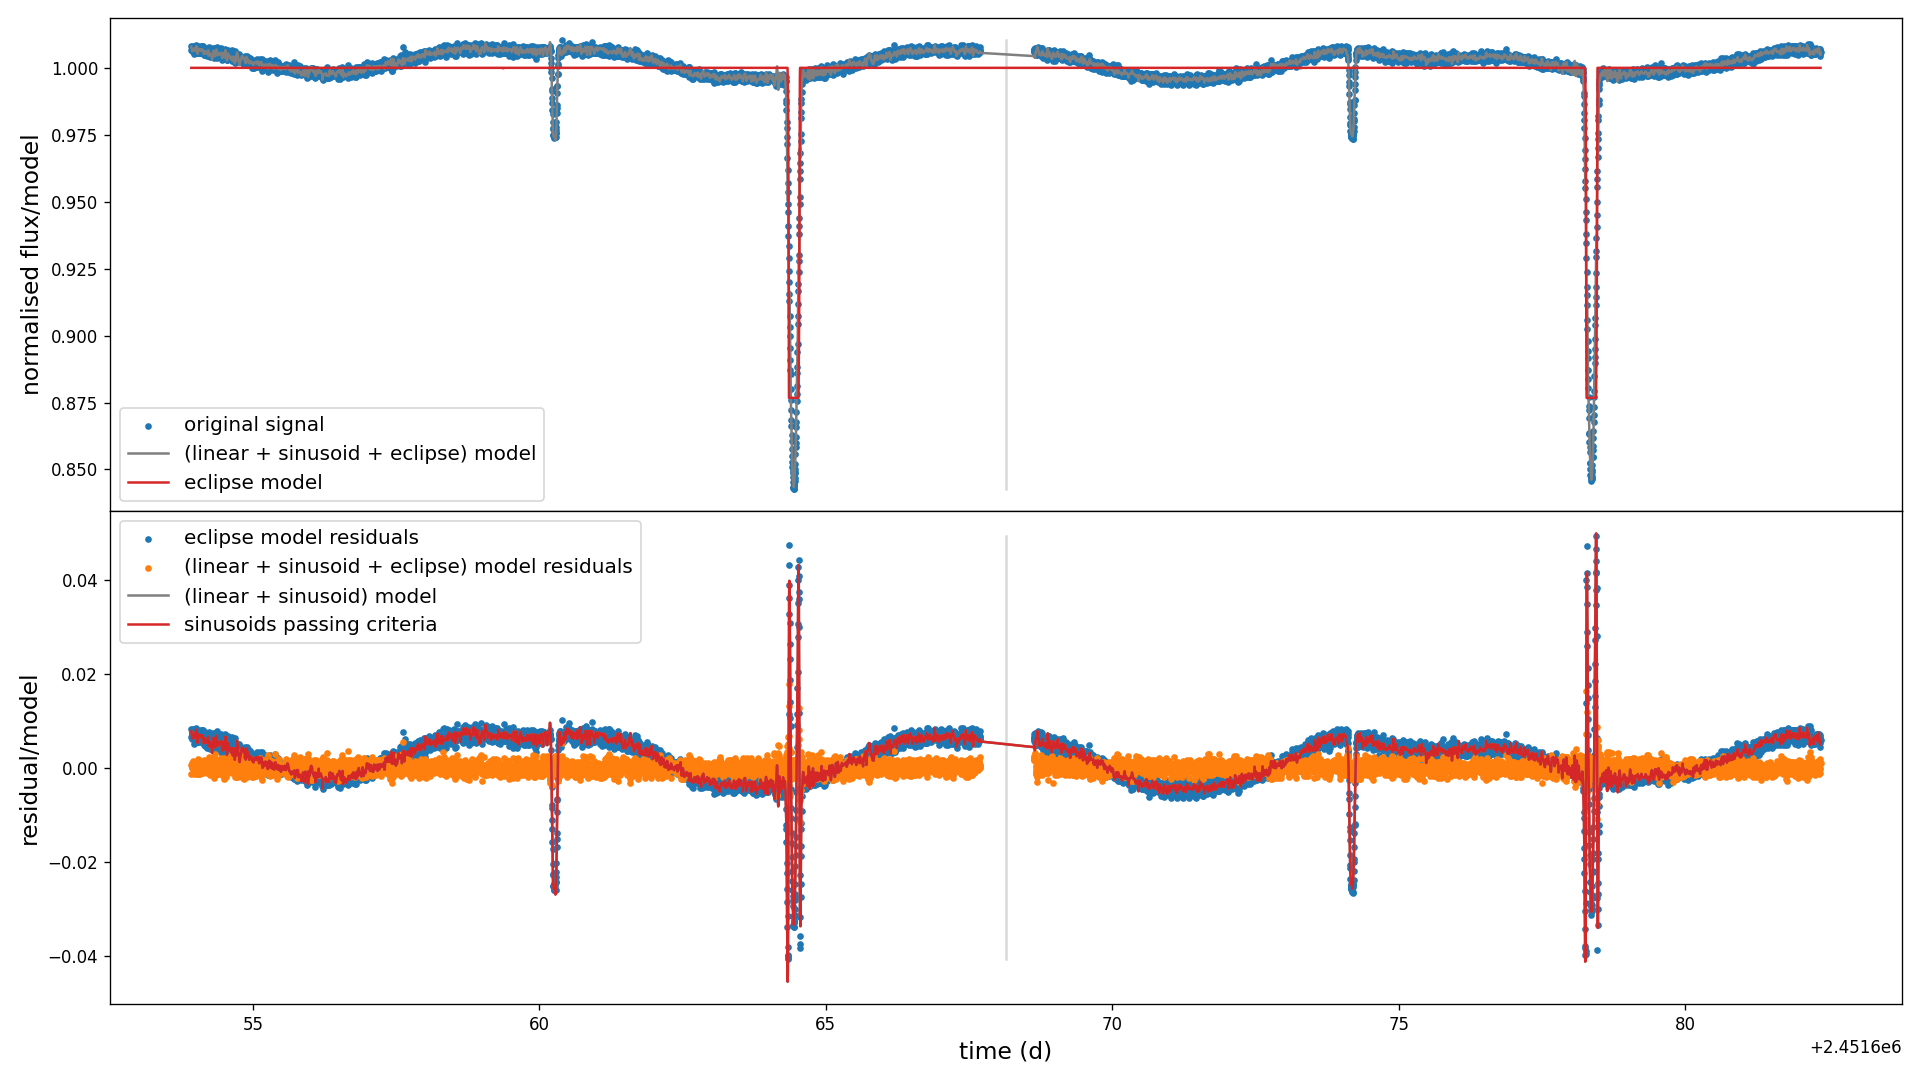 1.000
0.975
0.950
0.925
0.900
0.875
0.850
normalised flux/model
original signal
(linear + sinusoid + eclipse) model
eclipse model
eclipse model residuals
(linear + sinusoid + eclipse) model residuals
(linear + sinusoid) model
sinusoids passing criteria
0.04
0.02
0.00
−0.02
−0.04
residual/model
55
60
65
70
75
80
time (d)
+2.4516e6